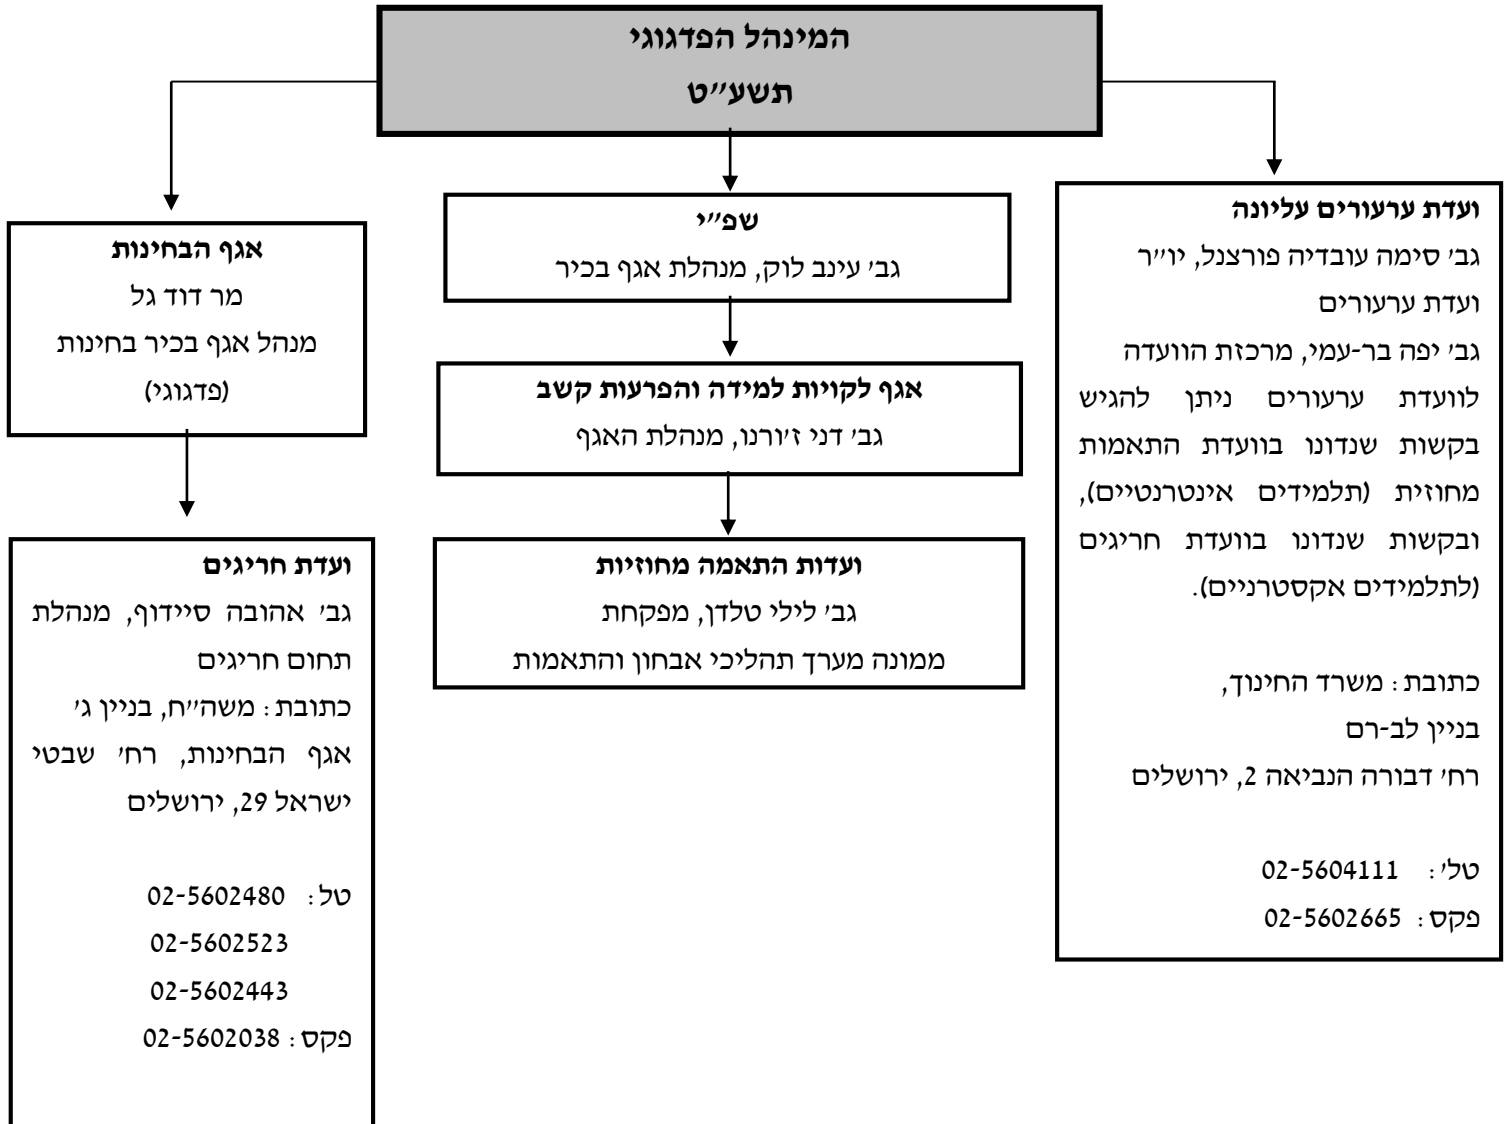 המינהל הפדגוגי
תשע״ט
ועדת ערעורים עליונה
גב׳ סימה עובדיה פורצנל, יו״ר
ועדת ערעורים
גב׳ יפה בר-עמי, מרכזת הוועדה
לוועדת ערעורים ניתן להגיש
בקשות שנדונו בוועדת התאמות
מחוזית (תלמידים אינטרנטיים),
ובקשות שנדונו בוועדת חריגים
(לתלמידים אקסטרניים).
כתובת: משרד החינוך,
בניין לב-רם
רח׳ דבורה הנביאה 2, ירושלים
טל׳: 02-5604111
פקס: 02-5602665
שפ״י
גב׳ עינב לוק, מנהלת אגף בכיר
אגף לקויות למידה והפרעות קשב
גב׳ דני ז׳ורנו, מנהלת האגף
ועדות התאמה מחוזיות
גב׳ לילי טלדן, מפקחת
ממונה מערך תהליכי אבחון והתאמות
אגף הבחינות
מר דוד גל
מנהל אגף בכיר בחינות
(פדגוגי)
ועדת חריגים
גב׳ אהובה סיידוף, מנהלת
תחום חריגים
כתובת: משה״ח, בניין ג׳
אגף הבחינות, רח׳ שבטי
ישראל 29, ירושלים
טל: 02-5602480
02-5602523
02-5602443
פקס: 02-5602038